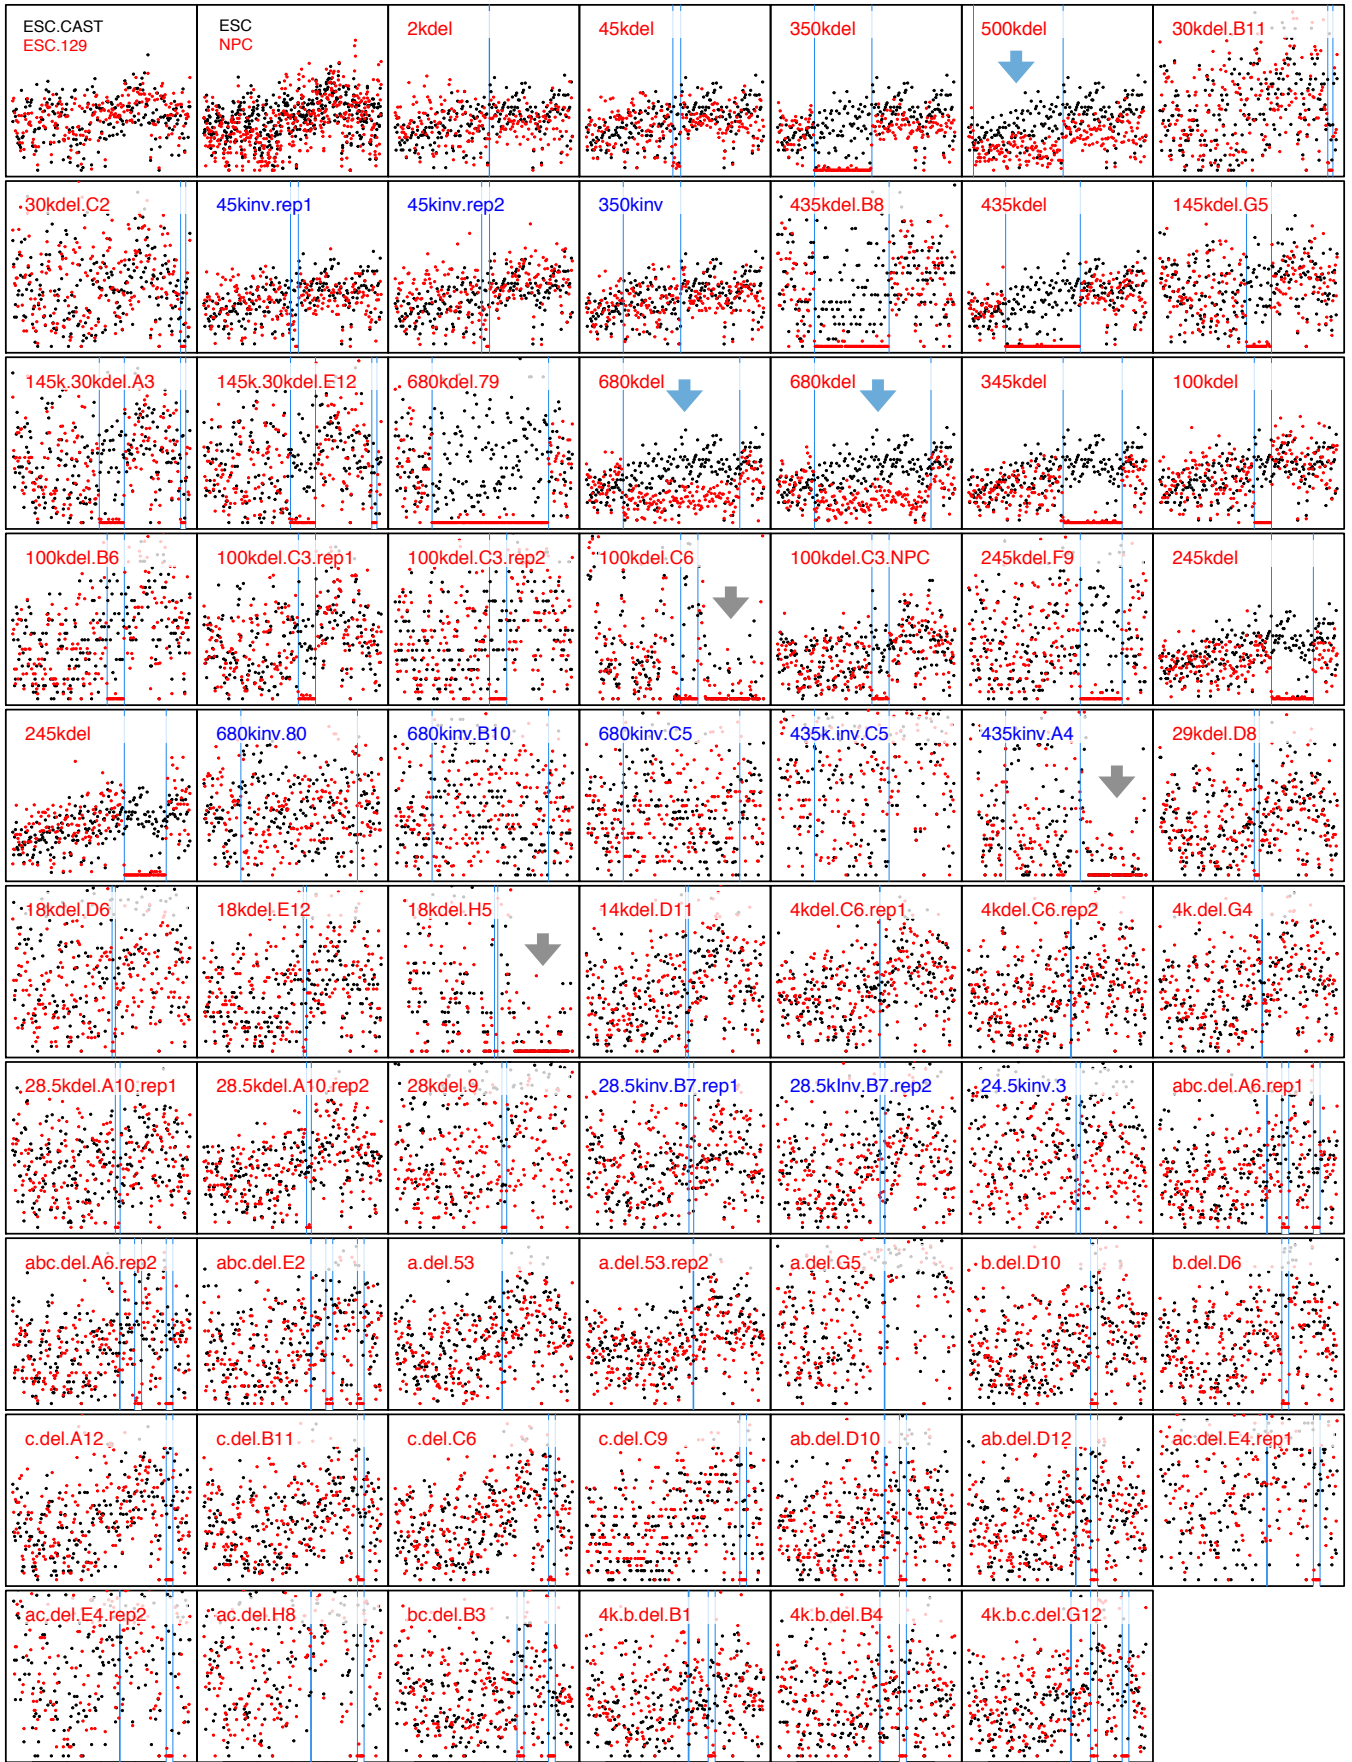 ESC.CAST
ESC.129
ESC
NPC
2kdel
45kdel
350kdel
500kdel
30kdel.B11
30kdel.C2
45kinv.rep1
45kinv.rep2
350kinv
435kdel.B8
435kdel
145kdel.G5
145k.30kdel.A3
145k.30kdel.E12
680kdel.79
680kdel
680kdel
345kdel
100kdel
100kdel.B6
100kdel.C3.rep1
100kdel.C3.rep2
100kdel.C6
100kdel.C3.NPC
245kdel.F9
245kdel
245kdel
680kinv.80
680kinv.B10
680kinv.C5
435k.inv.C5
435kinv.A4
29kdel.D8
18kdel.D6
18kdel.E12
18kdel.H5
14kdel.D11
4kdel.C6.rep1
4kdel.C6.rep2
4k.del.G4
28.5kdel.A10.rep1
28.5kdel.A10.rep2
28kdel.9
28.5kinv.B7.rep1
28.5kInv.B7.rep2
24.5kinv.3
abc.del.A6.rep1
abc.del.A6.rep2
abc.del.E2
a.del.53
a.del.53.rep2
a.del.G5
b.del.D10
b.del.D6
c.del.A12
c.del.B11
c.del.C6
c.del.C9
ab.del.D10
ab.del.D12
ac.del.E4.rep1
ac.del.E4.rep2
ac.del.H8
bc.del.B3
4k.b.del.B1
4k.b.del.B4
4k.b.c.del.G12